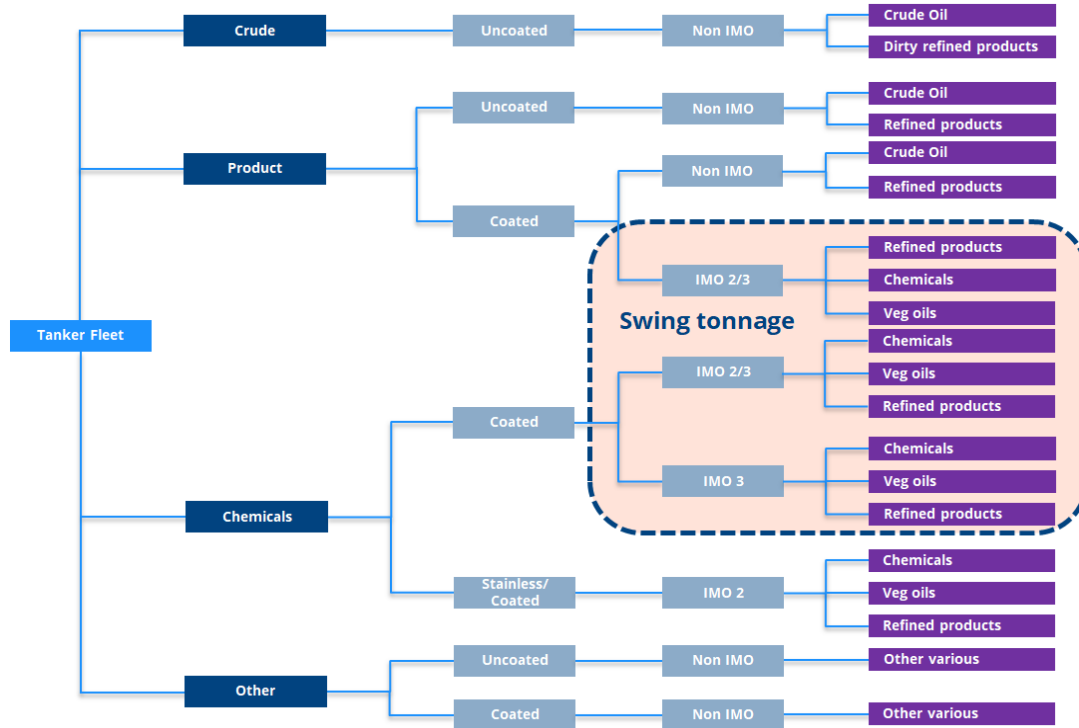 Crude
Uncoated
Non IMO
Crude Oil
Dirty refined products
Product
Uncoated
Non IMO
Crude Oil
Refined products
Coated
Non IMO
Crude Oil
Refined products
IMO 2/3
Refined products
Chemicals
Veg oils
Swing tonnage
Tanker Fleet
Chemicals
Coated
IMO 2/3
Chemicals
Veg oils
Refined products
IMO 3
Chemicals
Veg oils
Refined products
Stainless/
Coated
IMO 2
Chemicals
Veg oils
Refined products
Other
Uncoated
Non IMO
Other various
Coated
Non IMO
Other various